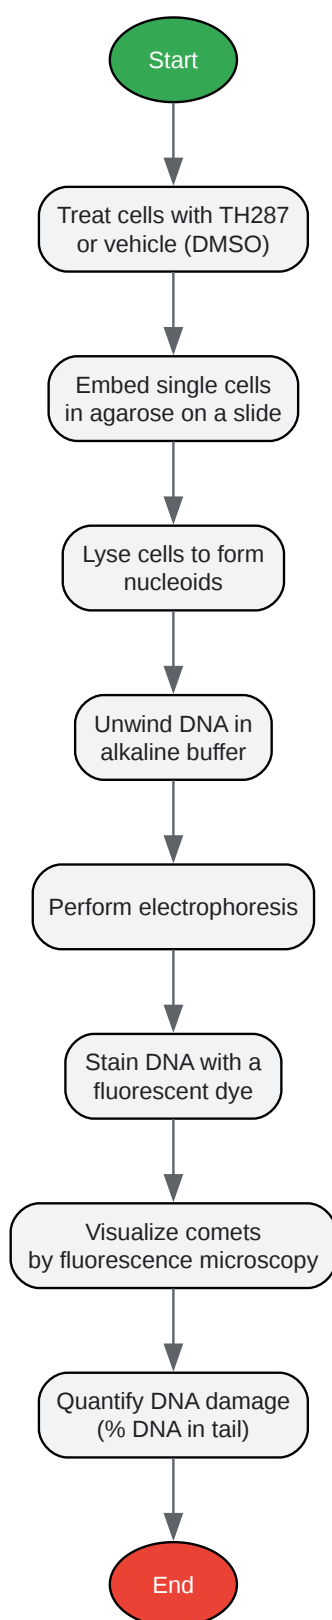 Start
Treat cells with TH287
or vehicle (DMSO)
Embed single cells
in agarose on a slide
Lyse cells to form
nucleoids
Unwind DNA in
alkaline buffer
Perform electrophoresis
Stain DNA with a
fluorescent dye
Visualize comets
by fluorescence microscopy
Quantify DNA damage
(% DNA in tail)
End